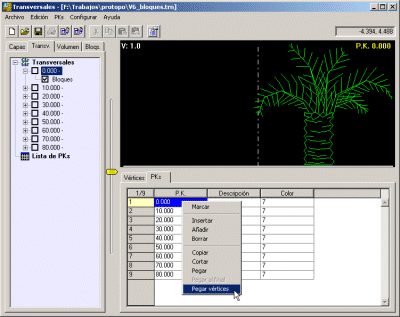 Transversales - [F:\Trabajos\protopo\V6_bloques.trn]
Archivo Edición PKs Configurar Ayuda
-4.394, 4.488
Capas Transv. Volumen Bloqs.
V: 1.0 P.K. 0.000
Transversales
0.000 -
Bloques
10.000 -
20.000 -
30.000 -
40.000 -
50.000 -
60.000 -
70.000 -
80.000 -
Lista de PKs
Vértices PKs
1/9 P.K. Descripción Color
1 0.000 7
2 10.000 7
3 20.000 7
4 30.000 7
5 40.000 7
6 50.000 7
7 60.000 7
8 70.000 7
9 80.000 7
Marcar
Insertar
Añadir
Borrar
Copiar
Cortar
Pegar
Pegar al final
Pegar vértices